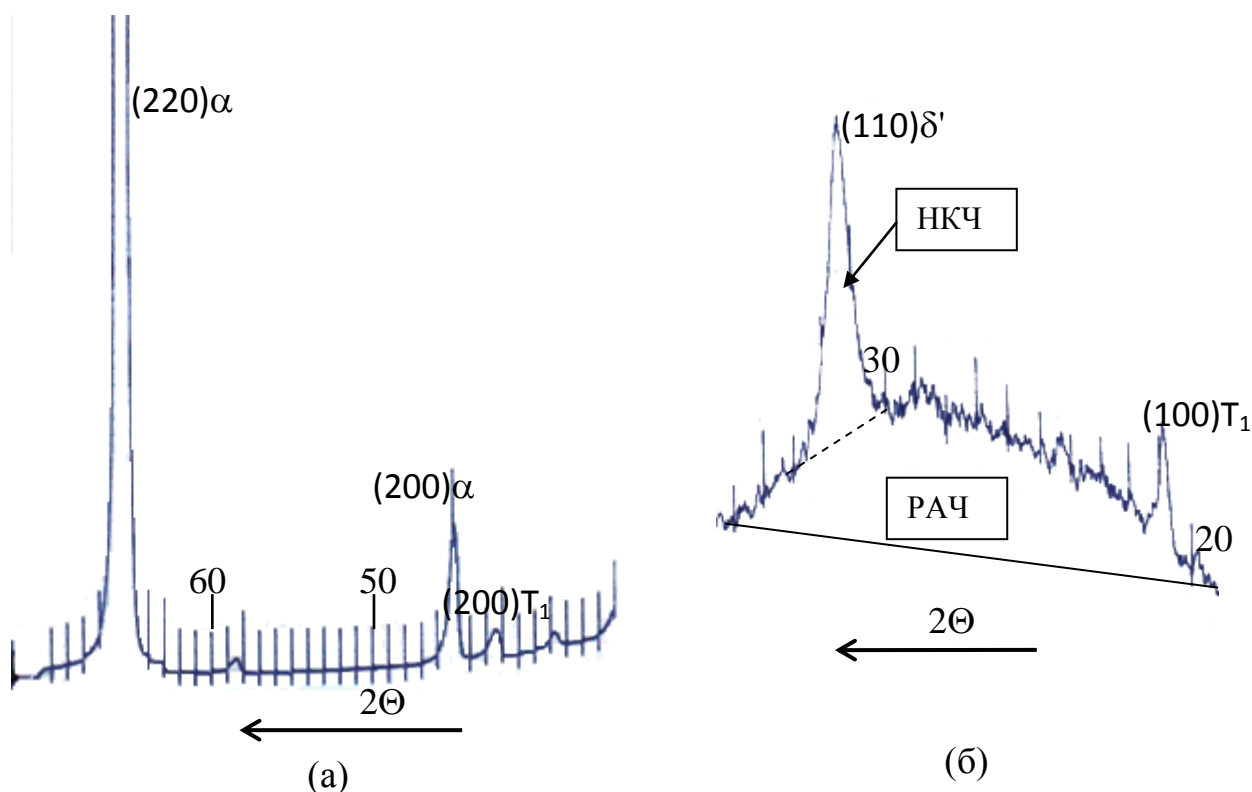 (220)α
(200)α
60
50
(200)T₁
2Θ
(а)
(110)δ'
НКЧ
30
(100)T₁
РАЧ
20
2Θ
(б)